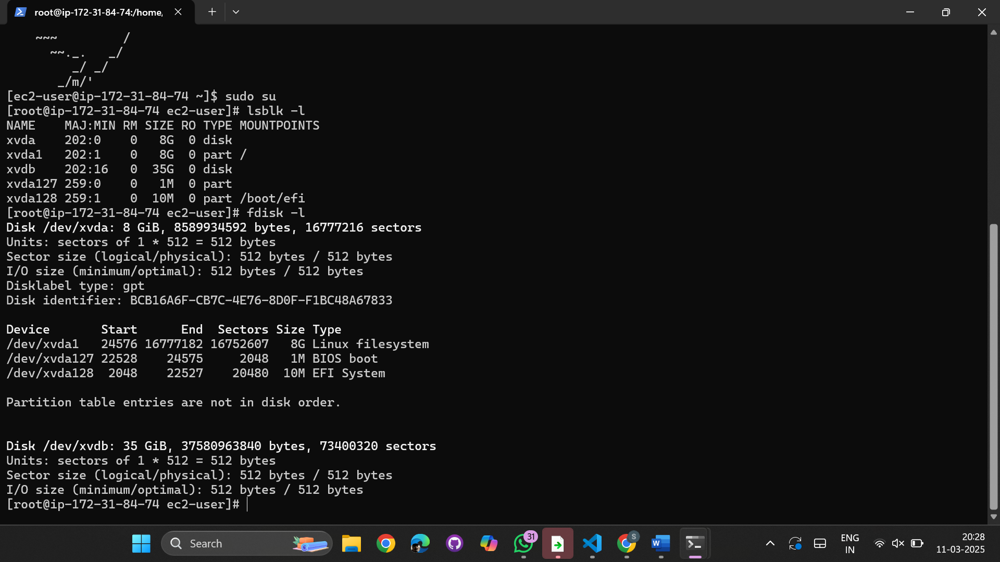 root@ip-172-31-84-74:/home,
~~~         /
~~._.   _/
_/ _/
_/m/'
[ec2-user@ip-172-31-84-74 ~]$ sudo su
[root@ip-172-31-84-74 ec2-user]# lsblk -l
NAME    MAJ:MIN RM SIZE RO TYPE MOUNTPOINTS
xvda    202:0    0   8G  0 disk
xvda1   202:1    0   8G  0 part /
xvdb    202:16   0  35G  0 disk
xvda127 259:0    0   1M  0 part
xvda128 259:1    0  10M  0 part /boot/efi
[root@ip-172-31-84-74 ec2-user]# fdisk -l
Disk /dev/xvda: 8 GiB, 8589934592 bytes, 16777216 sectors
Units: sectors of 1 * 512 = 512 bytes
Sector size (logical/physical): 512 bytes / 512 bytes
I/O size (minimum/optimal): 512 bytes / 512 bytes
Disklabel type: gpt
Disk identifier: BCB16A6F-CB7C-4E76-8D0F-F1BC48A67833
Device       Start      End  Sectors Size Type
/dev/xvda1   24576 16777182 16752607   8G Linux filesystem
/dev/xvda127 22528    24575     2048   1M BIOS boot
/dev/xvda128  2048    22527    20480  10M EFI System
Partition table entries are not in disk order.
Disk /dev/xvdb: 35 GiB, 37580963840 bytes, 73400320 sectors
Units: sectors of 1 * 512 = 512 bytes
Sector size (logical/physical): 512 bytes / 512 bytes
I/O size (minimum/optimal): 512 bytes / 512 bytes
[root@ip-172-31-84-74 ec2-user]#
Search
31
S
W
ENG
IN
20:28
11-03-2025